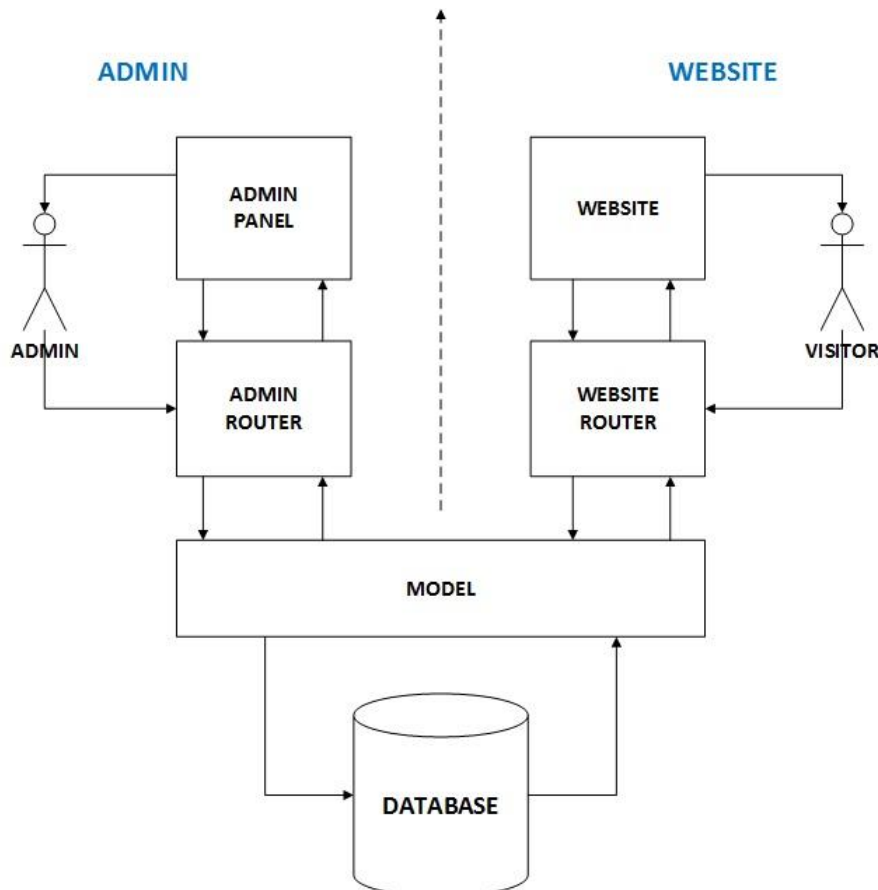 ADMIN
WEBSITE
ADMIN
PANEL
WEBSITE
ADMIN
VISITOR
ADMIN
ROUTER
WEBSITE
ROUTER
MODEL
DATABASE